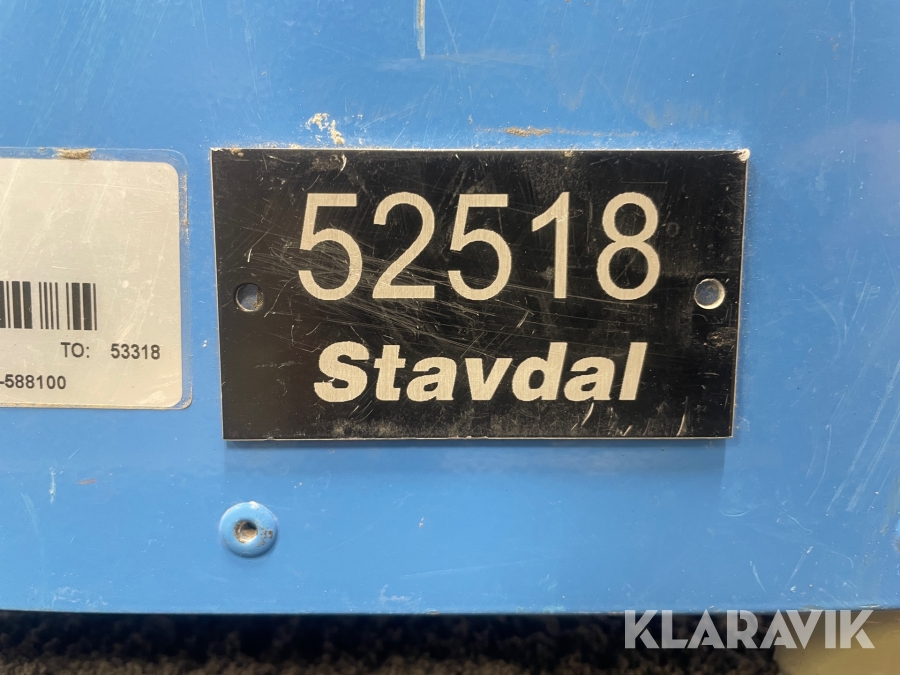 52518
Stavdal
TO: 53318
-588100
KLARAVIK